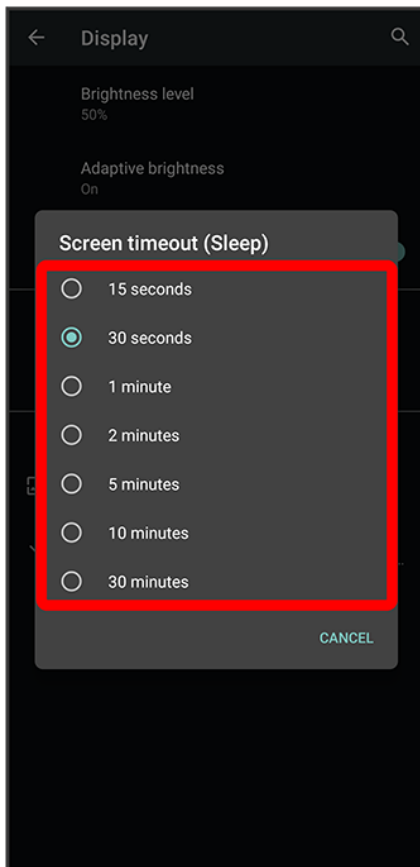 Display
Brightness level
50%
Adaptive brightness
On
Screen timeout (Sleep)
15 seconds
30 seconds
1 minute
2 minutes
5 minutes
10 minutes
30 minutes
CANCEL